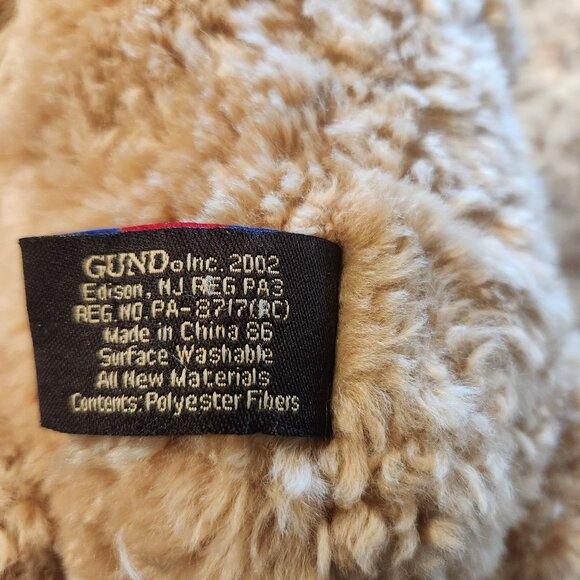 GUND® Inc. 2002
Edison, NJ REG PA3
REG.NO. PA-8717(RC)
Made in China 86
Surface Washable
All New Materials
Contents: Polyester Fibers